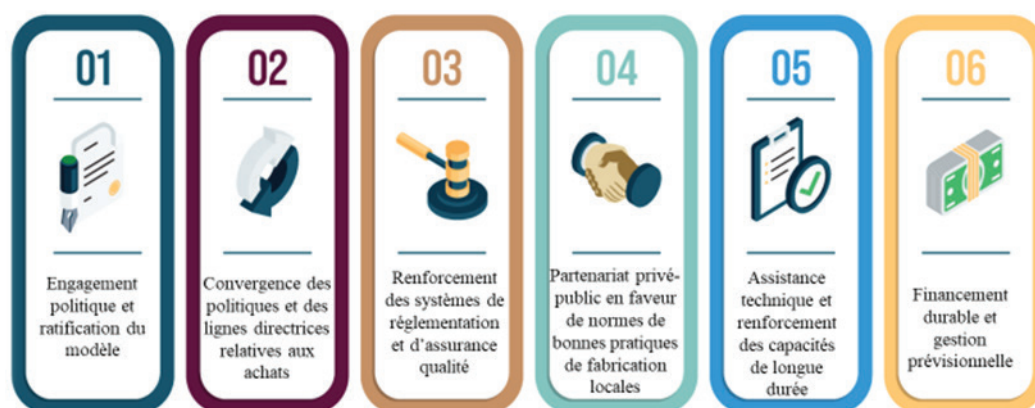 01
Engagement
politique et
ratification du
modèle
02
Convergence des
politiques et des
lignes directrices
relatives aux
achats
03
Renforcement
des systèmes de
règlementation
et d'assurance
qualité
04
Partenariat privé-
public en faveur
de normes de
bonnes pratiques
de fabrication
locales
05
Assistance
technique et
renforcement
des capacités
de longue
durée
06
Financement
durable et
gestion
prévisionnelle